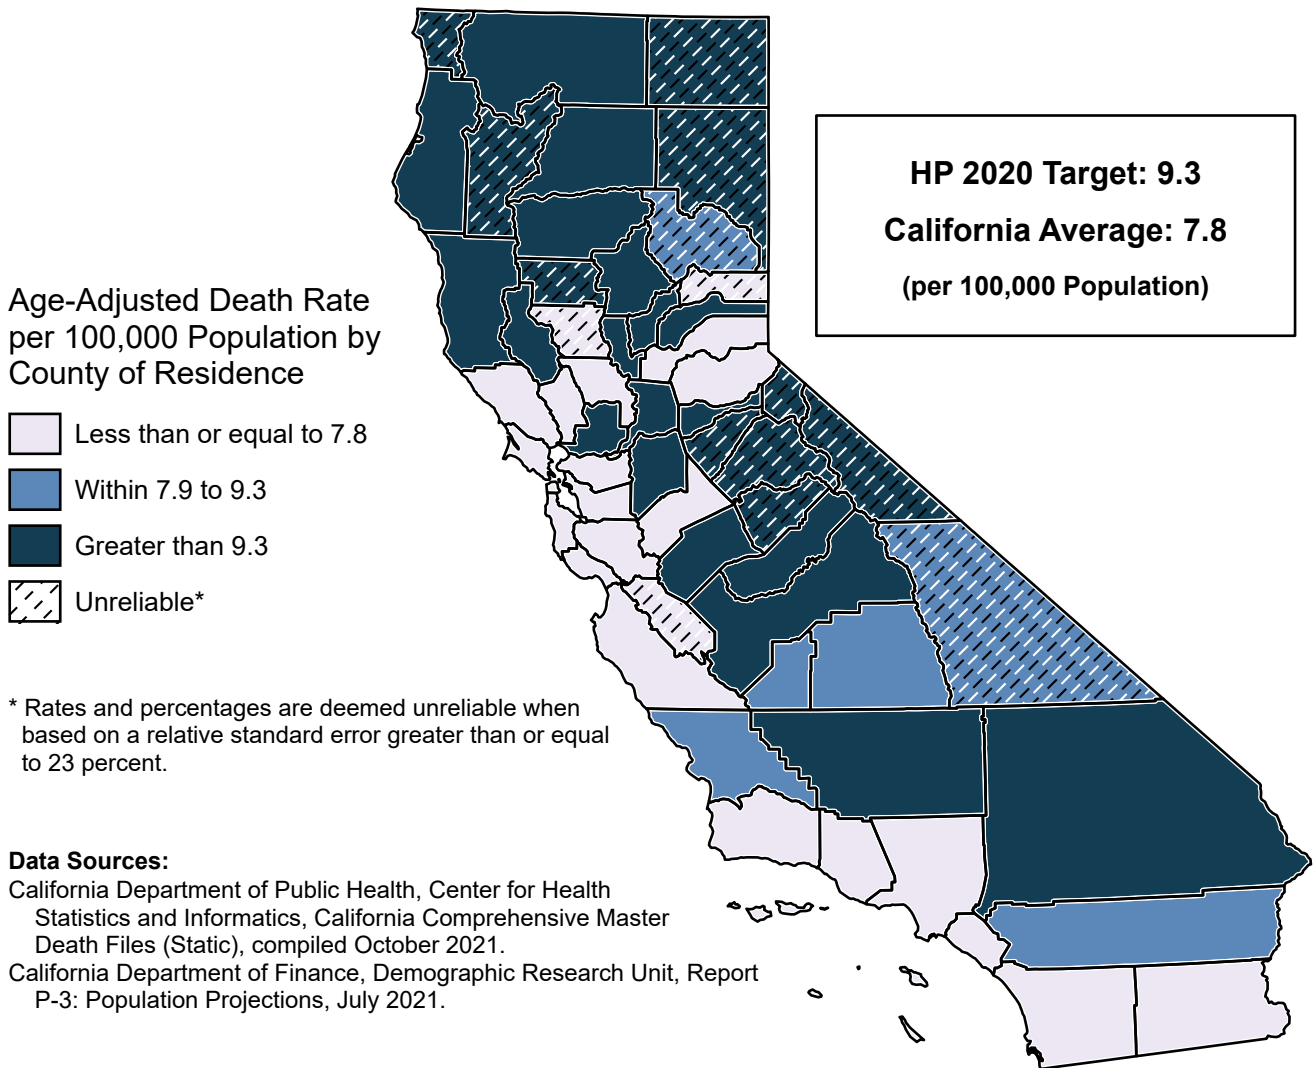 HP 2020 Target: 9.3
California Average: 7.8
(per 100,000 Population)
Age-Adjusted Death Rate
per 100,000 Population by
County of Residence
Less than or equal to 7.8
Within 7.9 to 9.3
Greater than 9.3
Unreliable*
* Rates and percentages are deemed unreliable when
based on a relative standard error greater than or equal
to 23 percent.
Data Sources:
California Department of Public Health, Center for Health
Statistics and Informatics, California Comprehensive Master
Death Files (Static), compiled October 2021.
California Department of Finance, Demographic Research Unit, Report
P-3: Population Projections, July 2021.